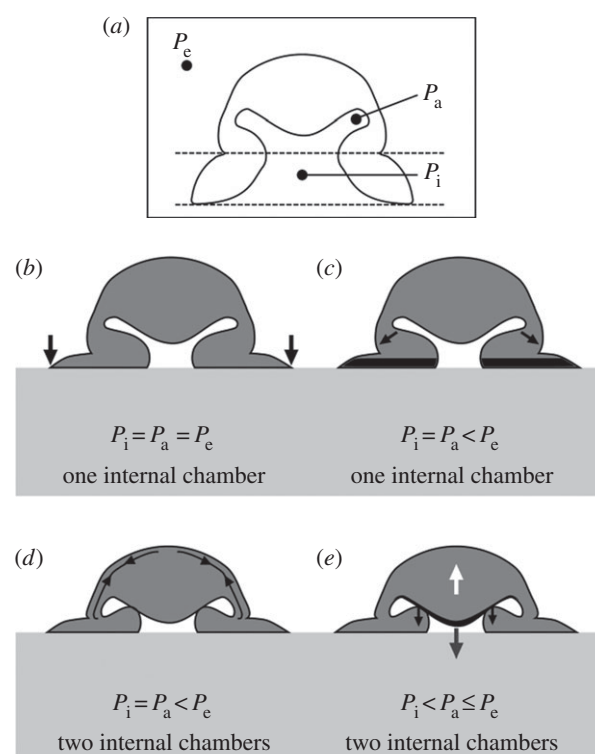 (a)
Pe
Pa
Pi
(b)
(c)
Pi = Pa = Pe
one internal chamber
Pi = Pa < Pe
one internal chamber
(d)
(e)
Pi = Pa < Pe
two internal chambers
Pi < Pa ≤ Pe
two internal chambers